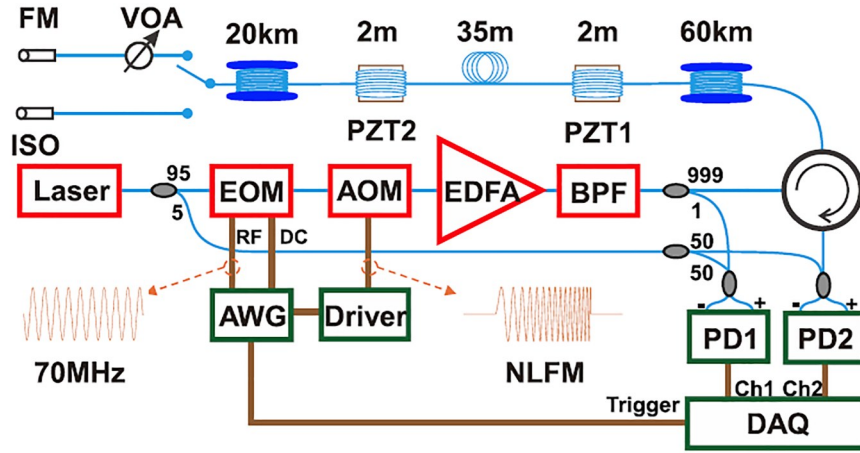 FM VOA
20km 2m 35m 2m 60km
PZT2 PZT1
ISO
Laser 95 5 EOM AOM EDFA BPF 999 1
RF DC 50 50
AWG Driver - + - +
PD1 PD2
70MHz NLFM
Ch1 Ch2
Trigger DAQ